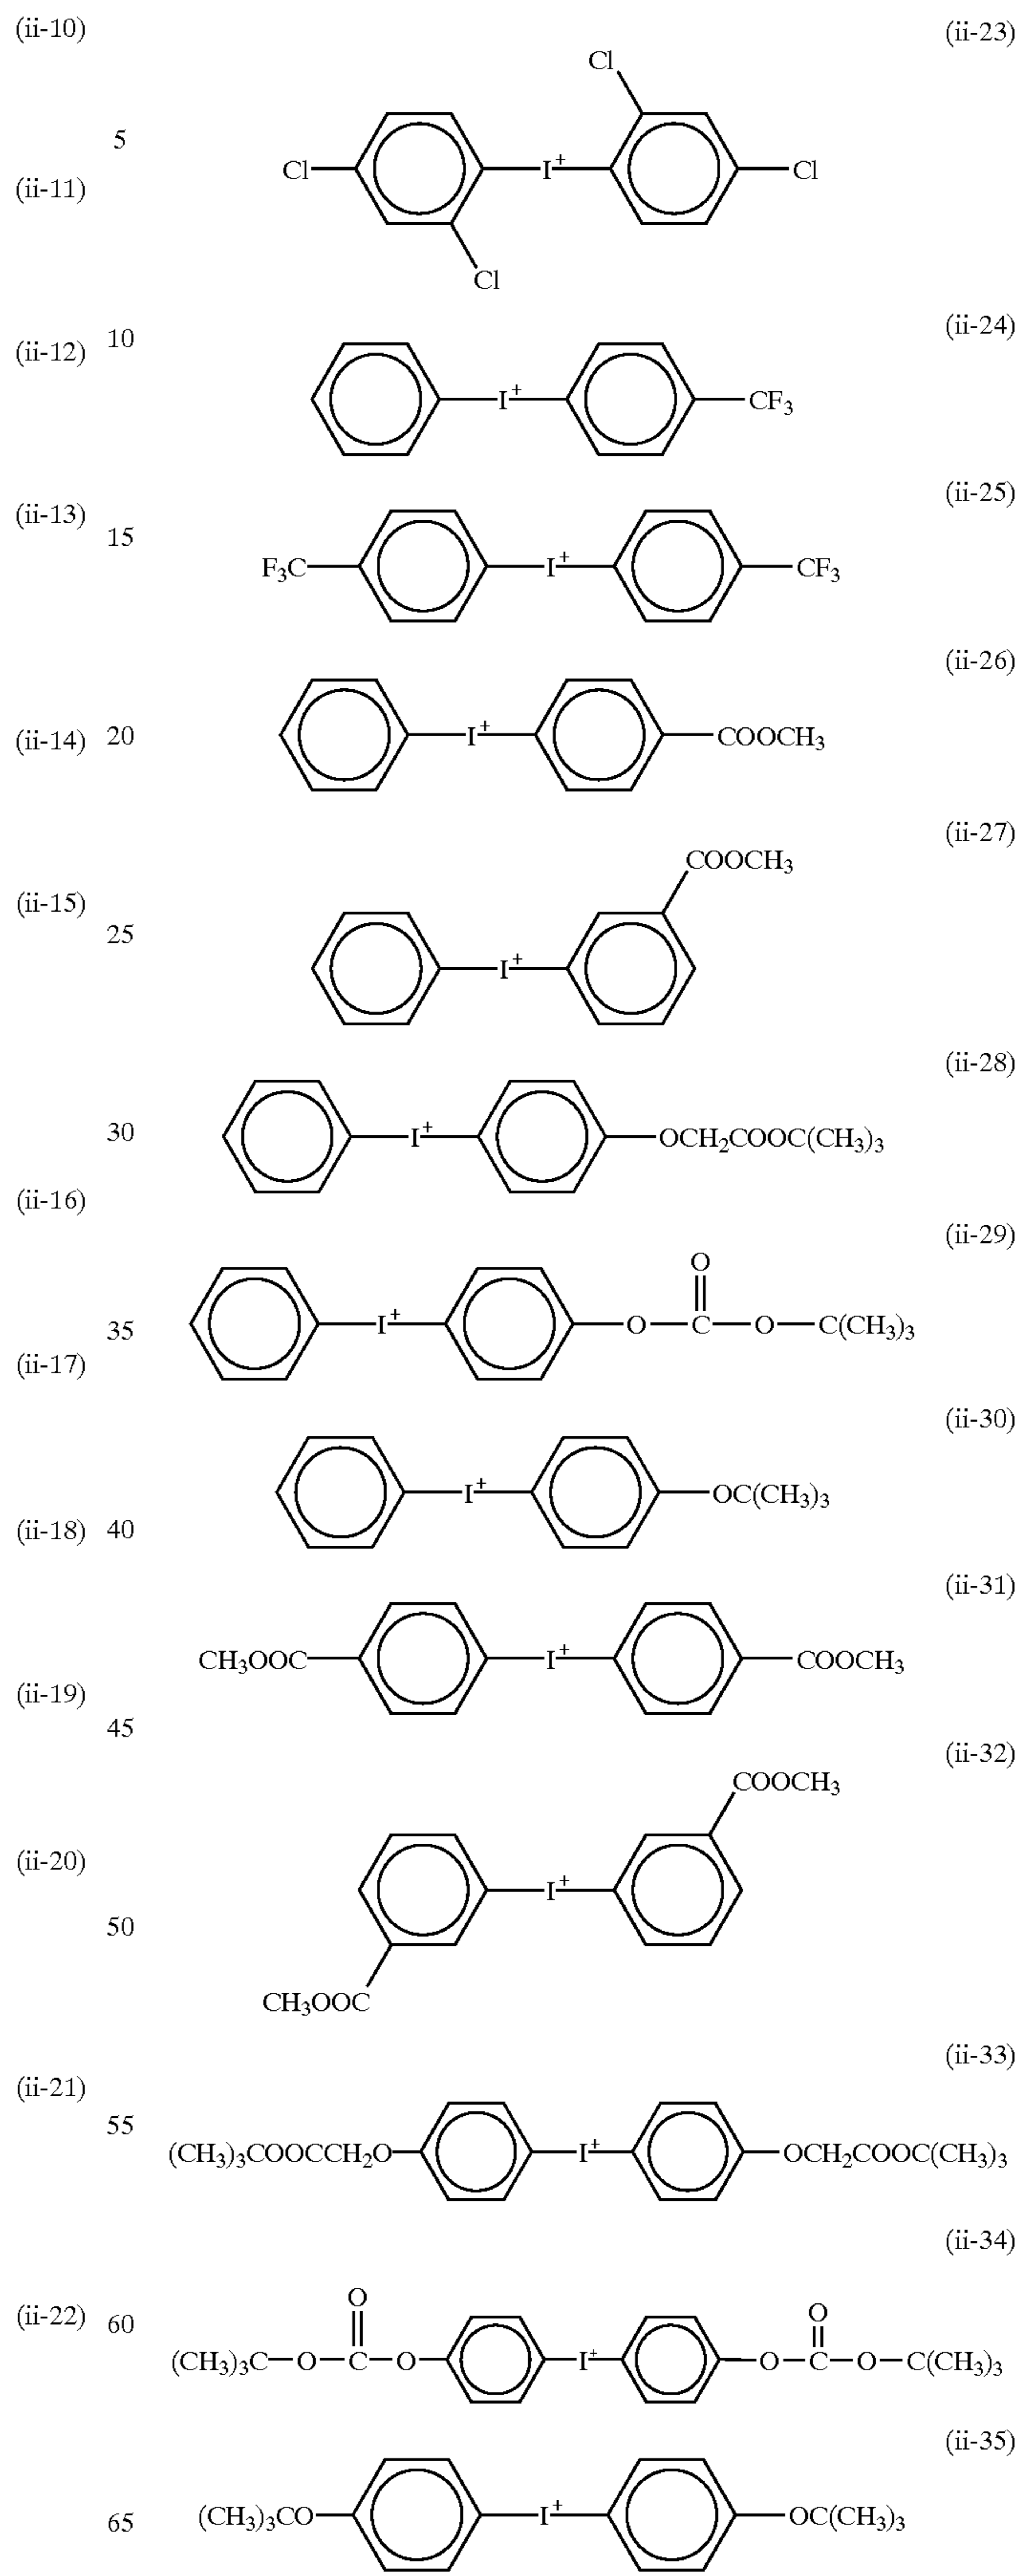 (ii-10)
(ii-23)
Cl
5
Cl
I+
Cl
(ii-11)
Cl
(ii-24)
10
(ii-12)
I+
CF3
(ii-25)
(ii-13)
15
F3C
I+
CF3
(ii-26)
(ii-14)
20
I+
COOCH3
(ii-27)
COOCH3
(ii-15)
25
I+
(ii-28)
30
I+
OCH2COOC(CH3)3
(ii-16)
(ii-29)
O
35
I+
O
C
O
C(CH3)3
(ii-17)
(ii-30)
I+
OC(CH3)3
(ii-18)
40
(ii-31)
CH3OOC
I+
COOCH3
(ii-19)
45
(ii-32)
COOCH3
(ii-20)
I+
50
CH3OOC
(ii-33)
(ii-21)
55
(CH3)3COOCCH2O
I+
OCH2COOC(CH3)3
(ii-34)
O
O
(ii-22)
60
(CH3)3C
O
C
O
I+
O
C
O
C(CH3)3
(ii-35)
65
(CH3)3CO
I+
OC(CH3)3